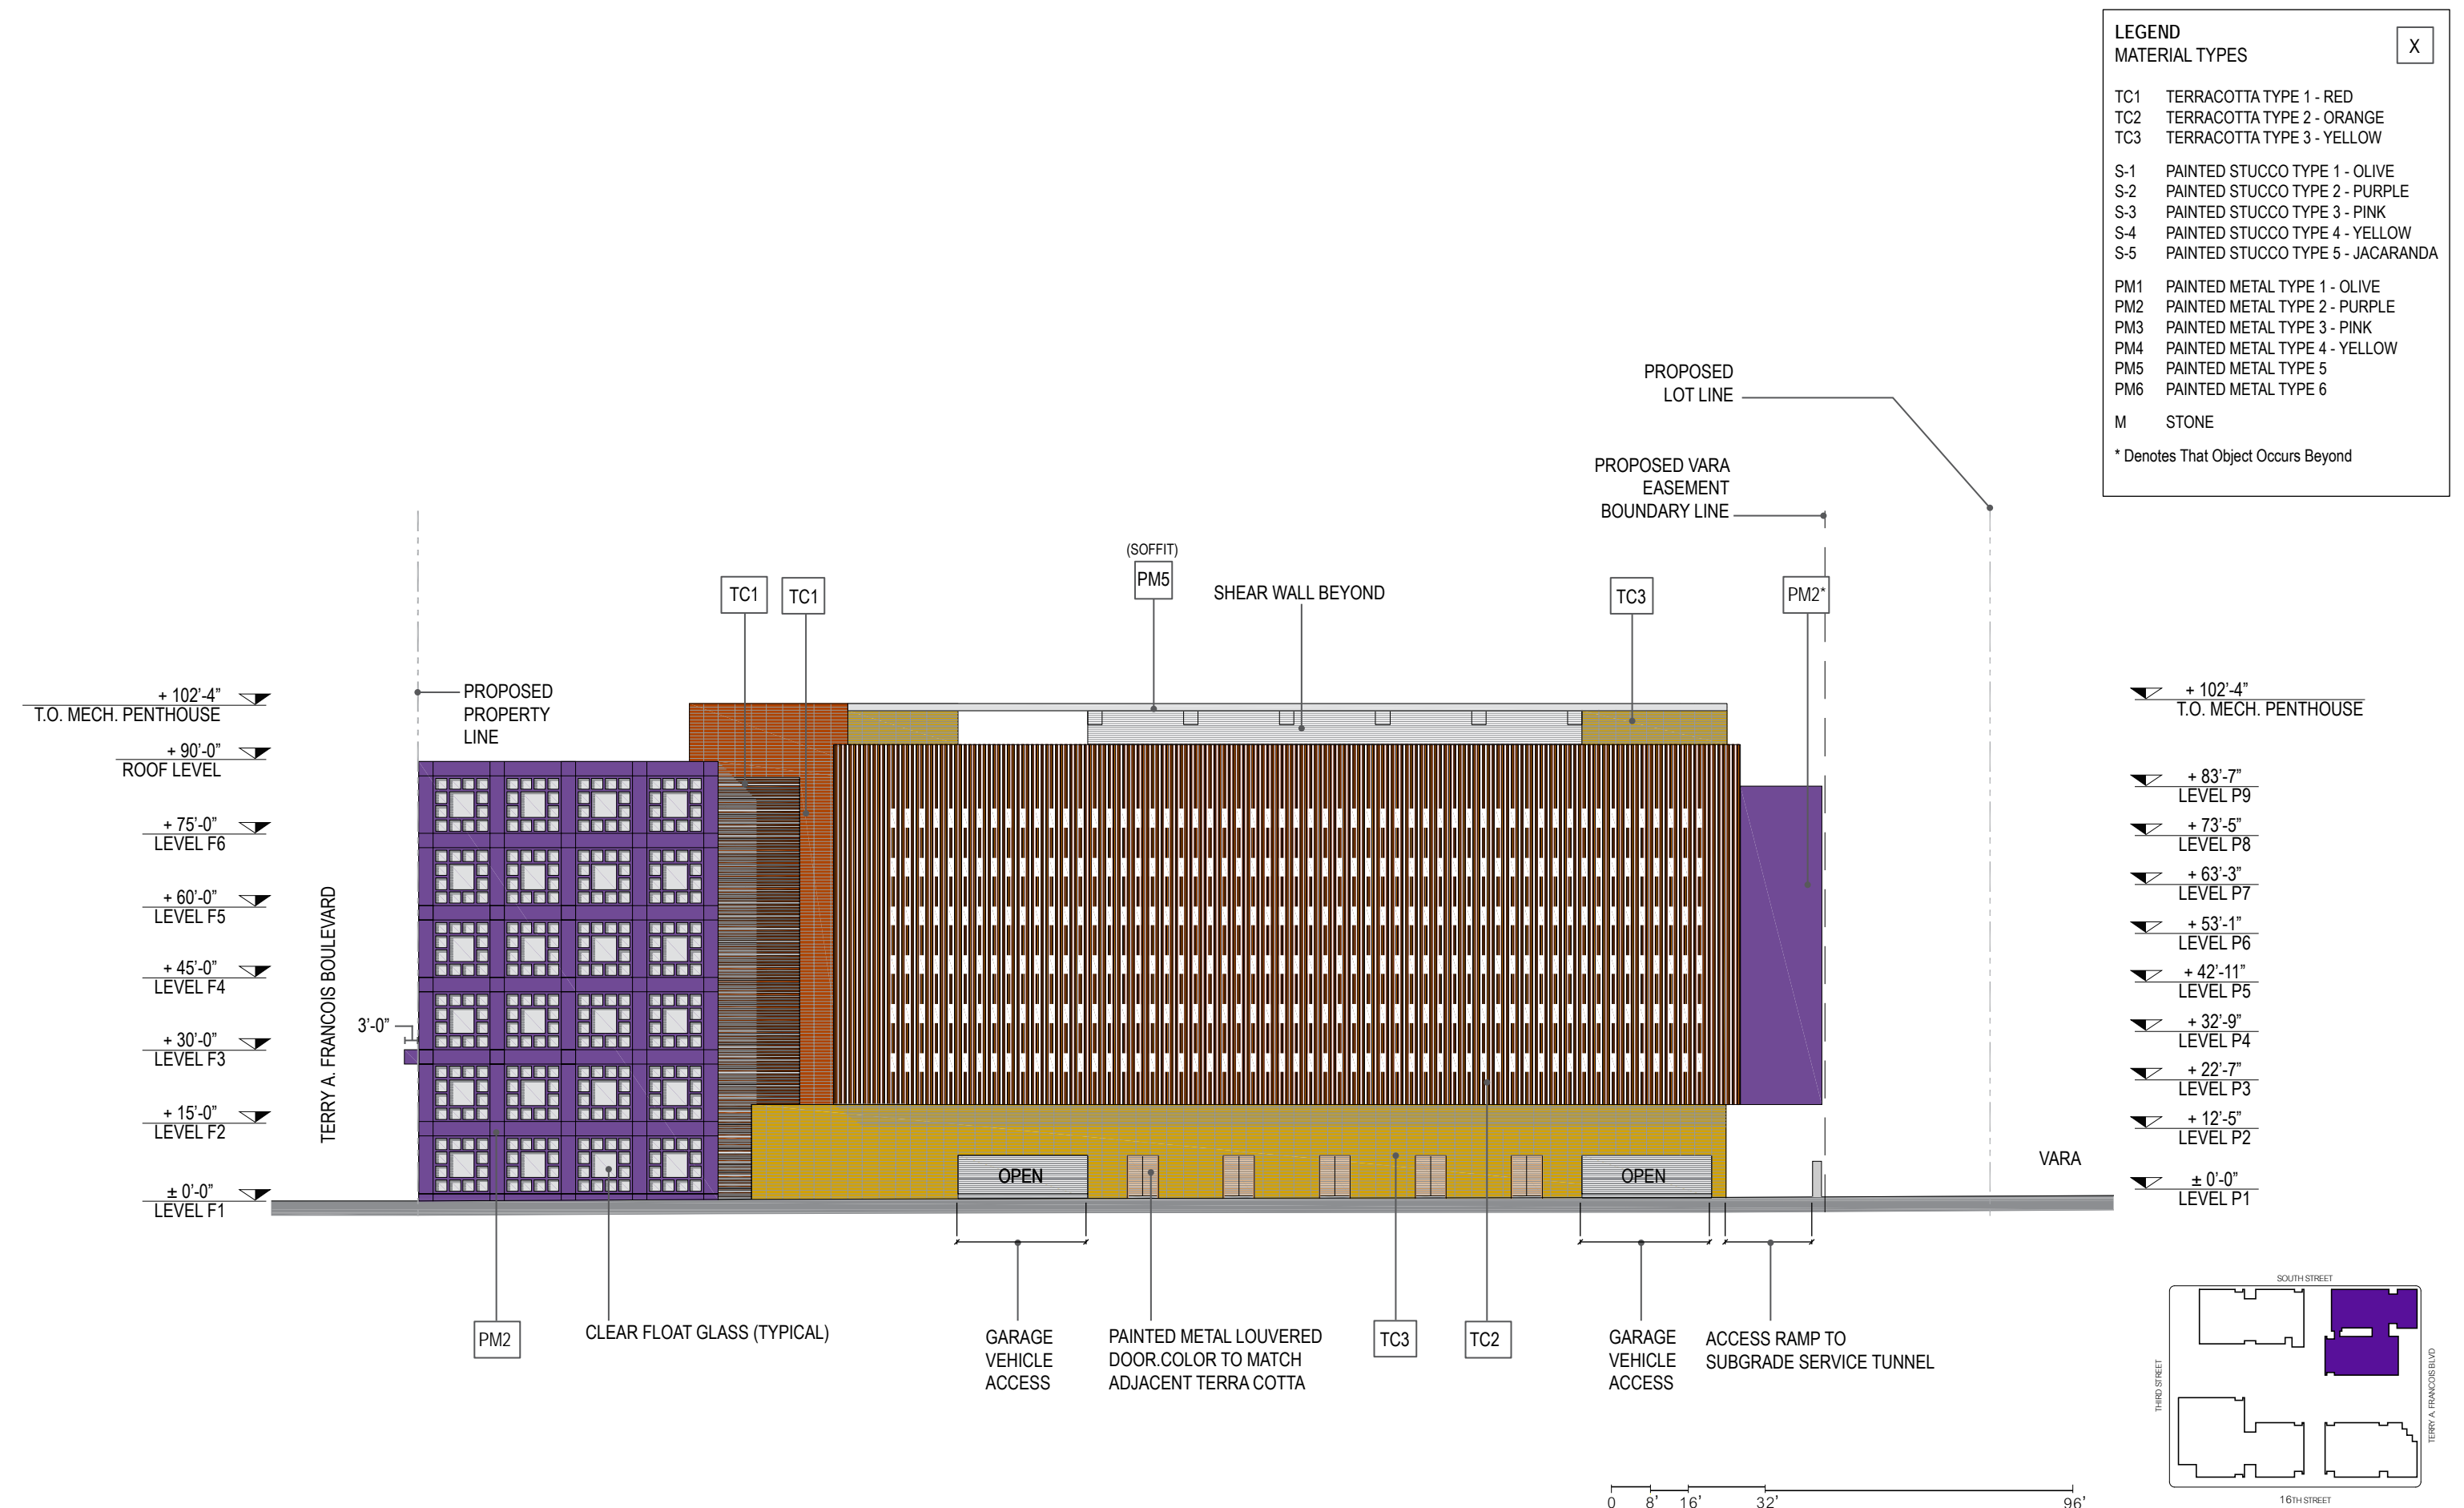 LEGEND
MATERIAL TYPES
X
TC1 TERRACOTTA TYPE 1 - RED
TC2 TERRACOTTA TYPE 2 - ORANGE
TC3 TERRACOTTA TYPE 3 - YELLOW
S-1 PAINTED STUCCO TYPE 1 - OLIVE
S-2 PAINTED STUCCO TYPE 2 - PURPLE
S-3 PAINTED STUCCO TYPE 3 - PINK
S-4 PAINTED STUCCO TYPE 4 - YELLOW
S-5 PAINTED STUCCO TYPE 5 - JACARANDA
PM1 PAINTED METAL TYPE 1 - OLIVE
PM2 PAINTED METAL TYPE 2 - PURPLE
PM3 PAINTED METAL TYPE 3 - PINK
PM4 PAINTED METAL TYPE 4 - YELLOW
PM5 PAINTED METAL TYPE 5
PM6 PAINTED METAL TYPE 6
M STONE
* Denotes That Object Occurs Beyond
PROPOSED
LOT LINE
PROPOSED VARA
EASEMENT
BOUNDARY LINE
(SOFFIT)
PM5
TC1
TC1
SHEAR WALL BEYOND
TC3
PM2*
PROPOSED
PROPERTY
LINE
+ 102'-4"
T.O. MECH. PENTHOUSE
+ 90'-0"
ROOF LEVEL
+ 75'-0"
LEVEL F6
+ 60'-0"
LEVEL F5
+ 45'-0"
LEVEL F4
+ 30'-0"
LEVEL F3
+ 15'-0"
LEVEL F2
± 0'-0"
LEVEL F1
TERRY A. FRANCOIS BOULEVARD
3'-0"
+ 102'-4"
T.O. MECH. PENTHOUSE
+ 83'-7"
LEVEL P9
+ 73'-5"
LEVEL P8
+ 63'-3"
LEVEL P7
+ 53'-1"
LEVEL P6
+ 42'-11"
LEVEL P5
+ 32'-9"
LEVEL P4
+ 22'-7"
LEVEL P3
+ 12'-5"
LEVEL P2
± 0'-0"
LEVEL P1
VARA
OPEN
OPEN
PM2
CLEAR FLOAT GLASS (TYPICAL)
GARAGE
VEHICLE
ACCESS
PAINTED METAL LOUVERED
DOOR.COLOR TO MATCH
ADJACENT TERRA COTTA
TC3
TC2
GARAGE
VEHICLE
ACCESS
ACCESS RAMP TO
SUBGRADE SERVICE TUNNEL
SOUTH STREET
THIRD STREET
TERRY A. FRANCOIS BLVD
16TH STREET
0 8' 16' 32' 96'